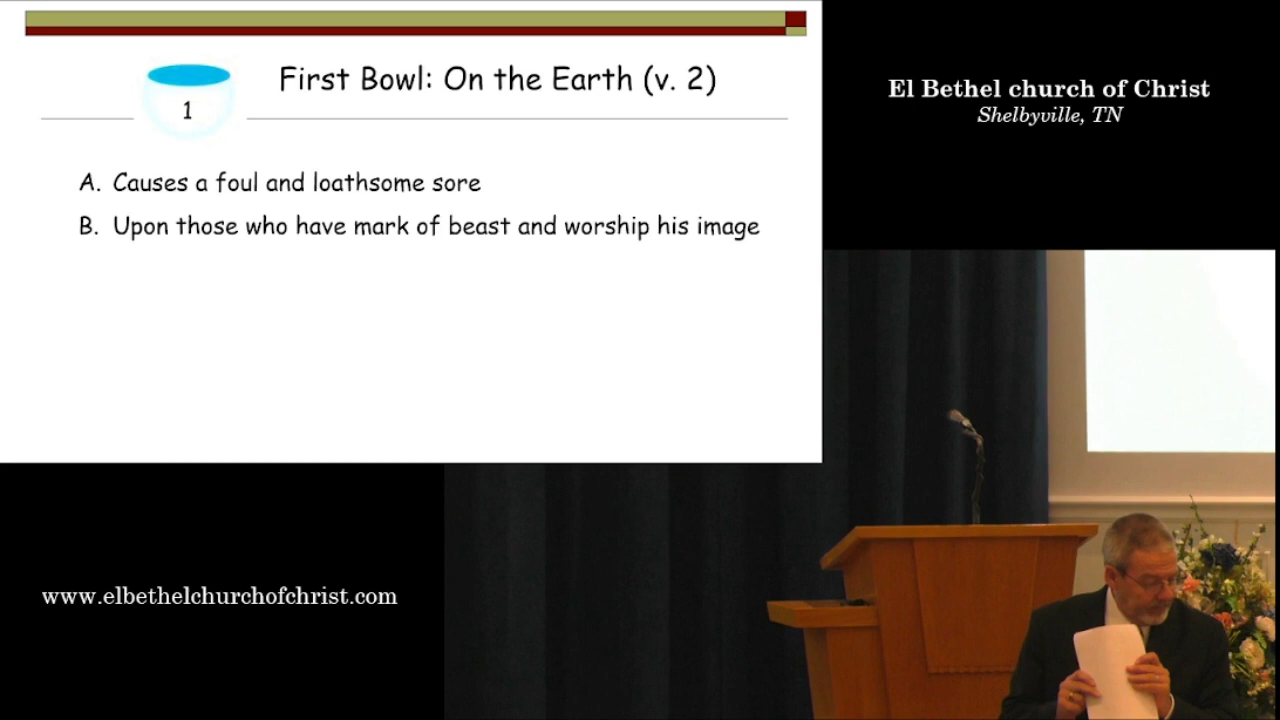 First Bowl: On the Earth (v. 2)
1
A. Causes a foul and loathsome sore
B. Upon those who have mark of beast and worship his image
El Bethel church of Christ
Shelbyville, TN
www.elbethelchurchofchrist.com